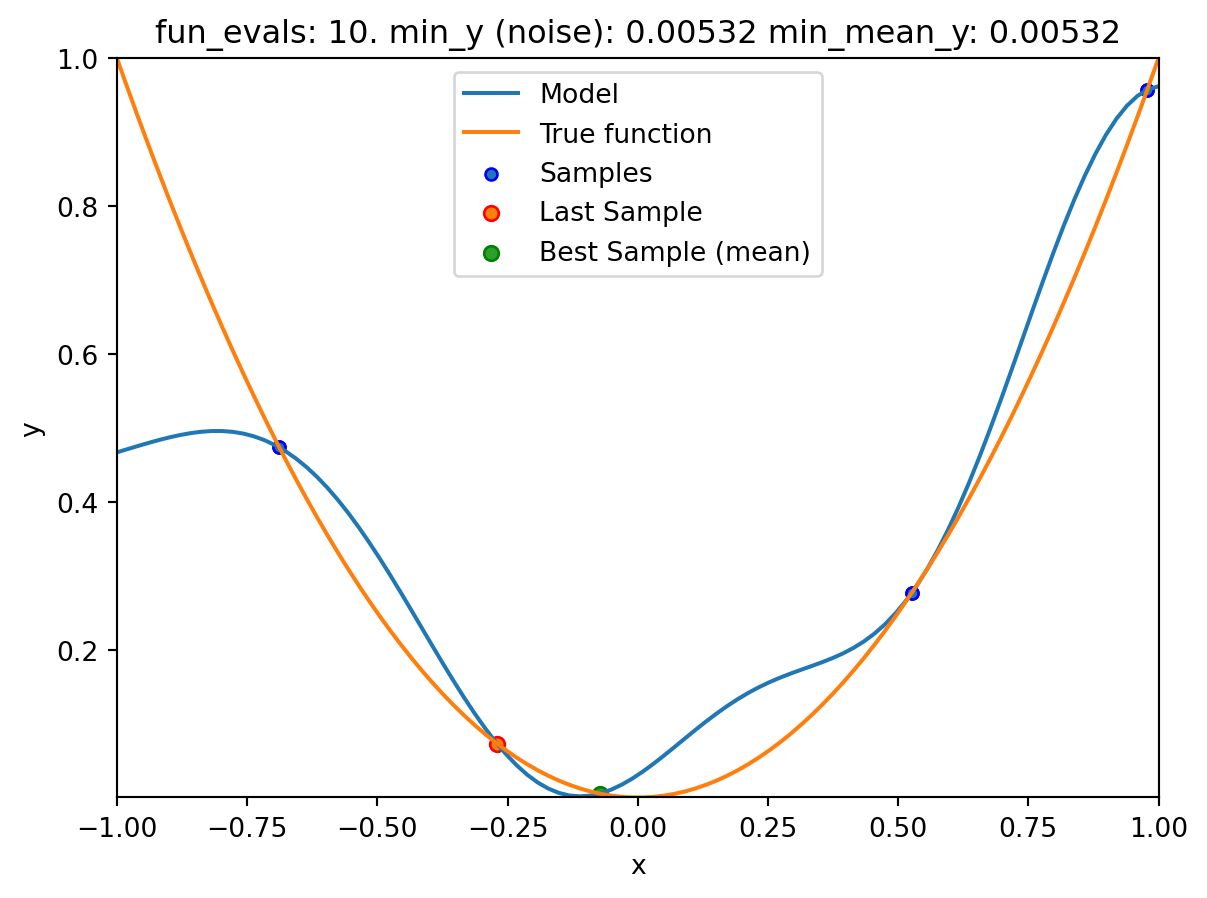 fun_evals: 10. min_y (noise): 0.00532 min_mean_y: 0.00532
Model
True function
Samples
Last Sample
Best Sample (mean)
1.0
0.8
0.6
0.4
0.2
y
−1.00 −0.75 −0.50 −0.25 0.00 0.25 0.50 0.75 1.00
x